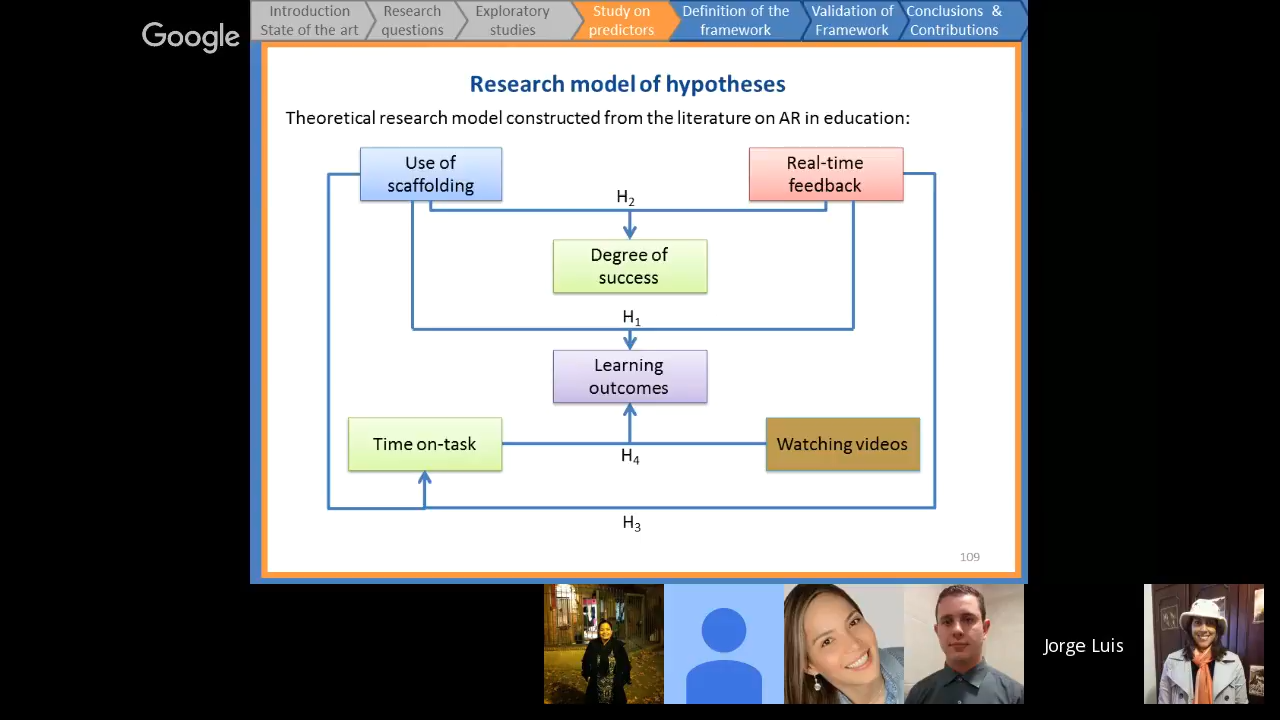 Google
Introduction
State of the art
Research
questions
Exploratory
studies
Study on
predictors
Definition of the
framework
Validation of
Framework
Conclusions &
Contributions
Research model of hypotheses
Theoretical research model constructed from the literature on AR in education:
Use of
scaffolding
Real-time
feedback
H₂
Degree of
success
H₁
Learning
outcomes
Time on-task
Watching videos
H₄
H₃
109
Jorge Luis